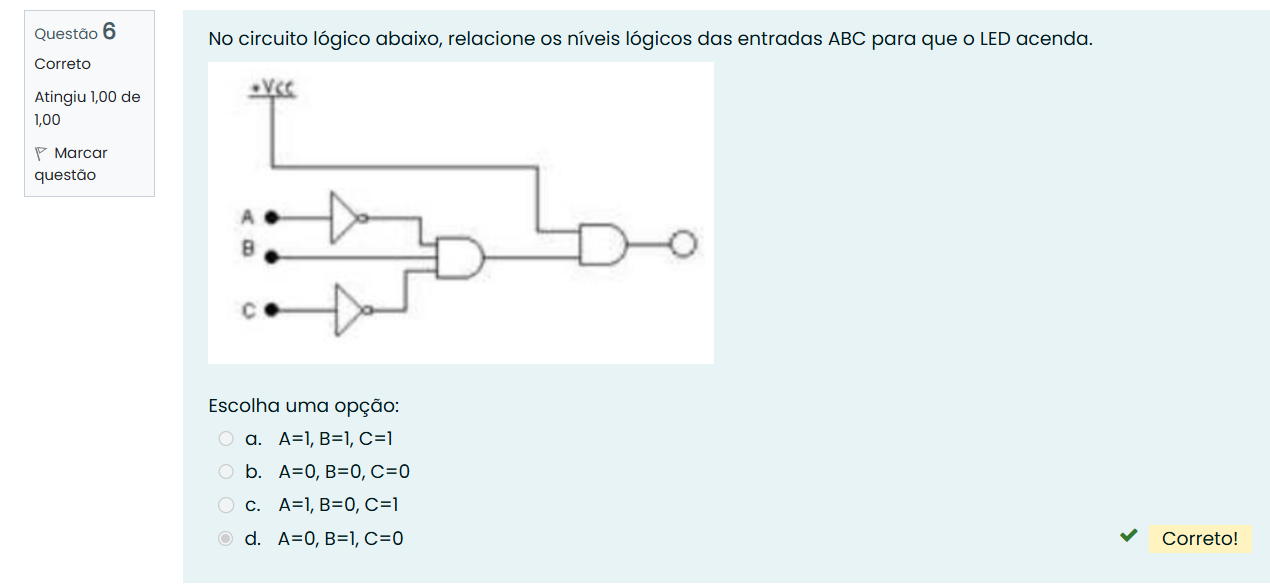 Questão 6
Correto
Atingiu 1,00 de
1,00
Marcar
questão
No circuito lógico abaixo, relacione os níveis lógicos das entradas ABC para que o LED acenda.
+Vcc
A
B
C
Escolha uma opção:
a. A=1, B=1, C=1
b. A=0, B=0, C=0
c. A=1, B=0, C=1
d. A=0, B=1, C=0
Correto!